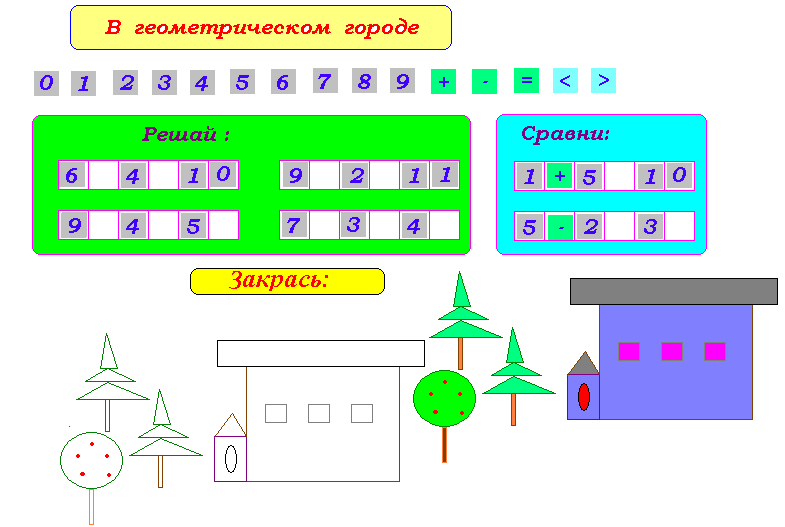 В геометрическом городе
0 1 2 3 4 5 6 7 8 9 + - = < >
Решай :
6 4 1 0
9 2 1 1
9 4 5
7 3 4
Сравни:
1 + 5 1 0
5 - 2 3
Закрась: